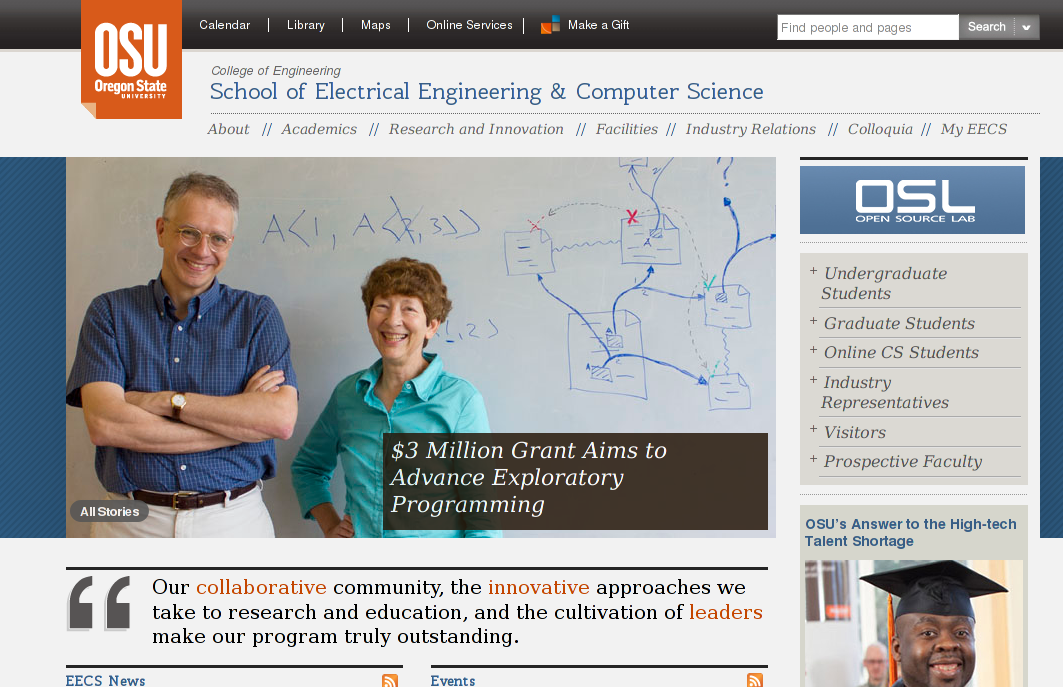 Calendar
Library
Maps
Online Services
Make a Gift
Find people and pages
Search
OSU
Oregon State
UNIVERSITY
College of Engineering
School of Electrical Engineering & Computer Science
About // Academics // Research and Innovation // Facilities // Industry Relations // Colloquia // My EECS
$3 Million Grant Aims to
Advance Exploratory
Programming
All Stories
OSL
OPEN SOURCE LAB
+ Undergraduate
Students
+ Graduate Students
+ Online CS Students
+ Industry
Representatives
+ Visitors
+ Prospective Faculty
OSU's Answer to the High-tech
Talent Shortage
Our collaborative community, the innovative approaches we
take to research and education, and the cultivation of leaders
make our program truly outstanding.
EECS News
Events